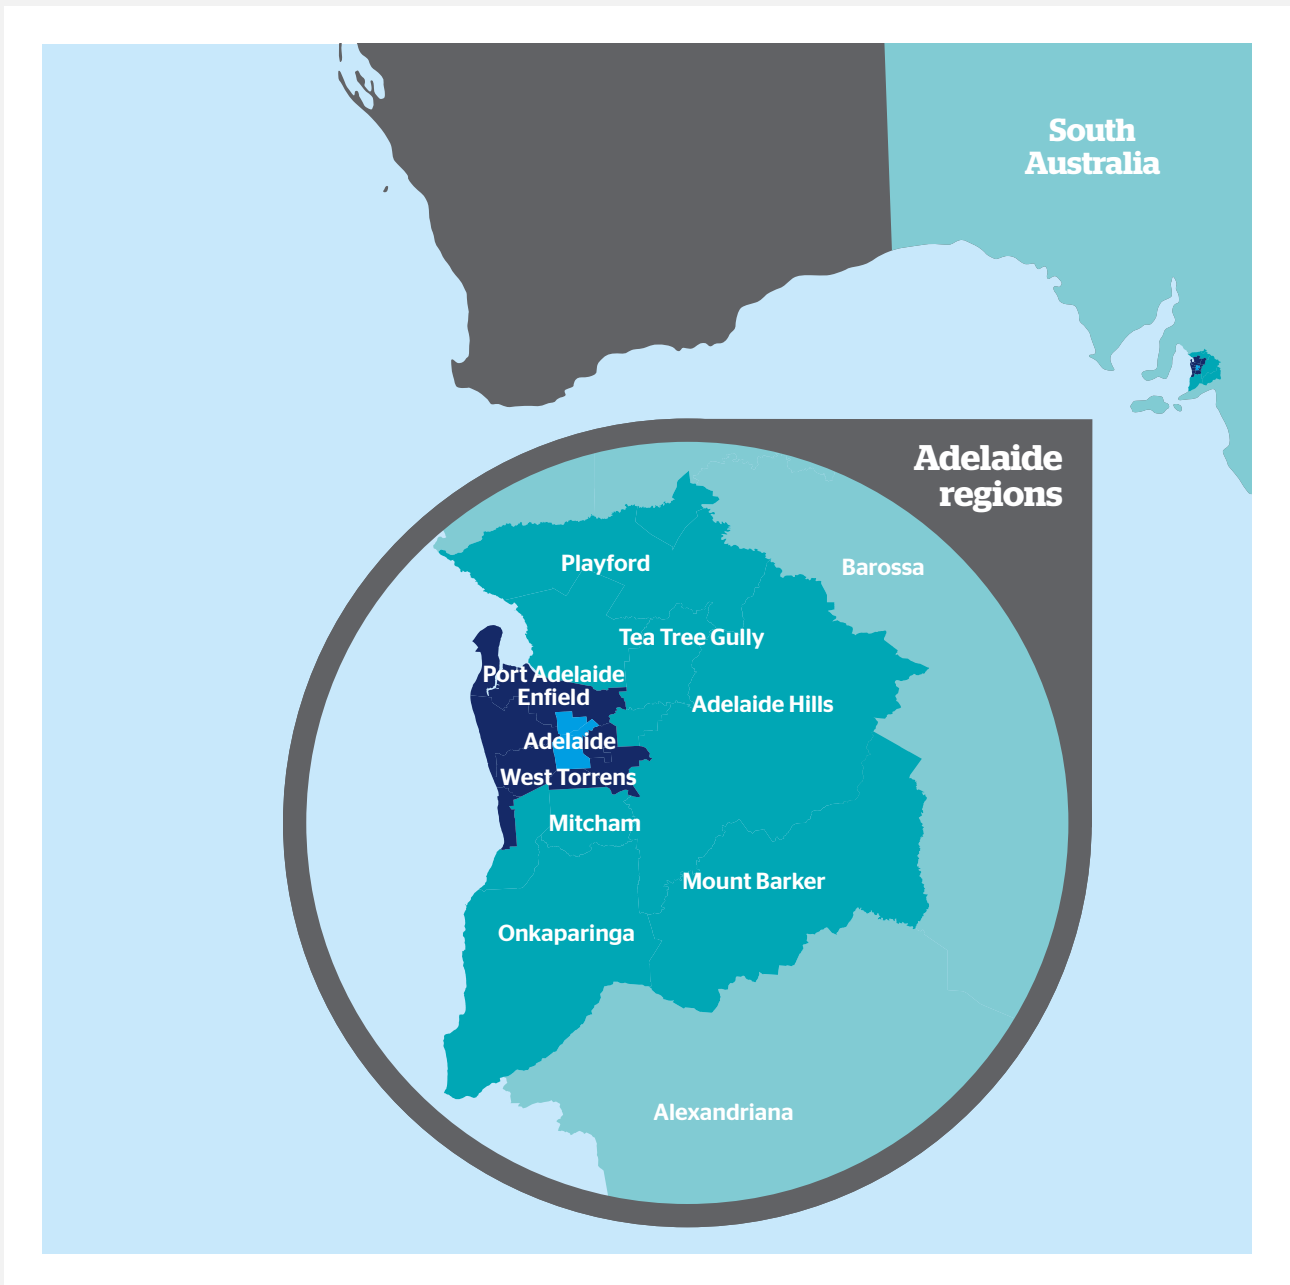 South
Australia
Adelaide
regions
Playford
Barossa
Tea Tree Gully
Port Adelaide
Enfield
Adelaide Hills
Adelaide
West Torrens
Mitcham
Mount Barker
Onkaparinga
Alexandriana